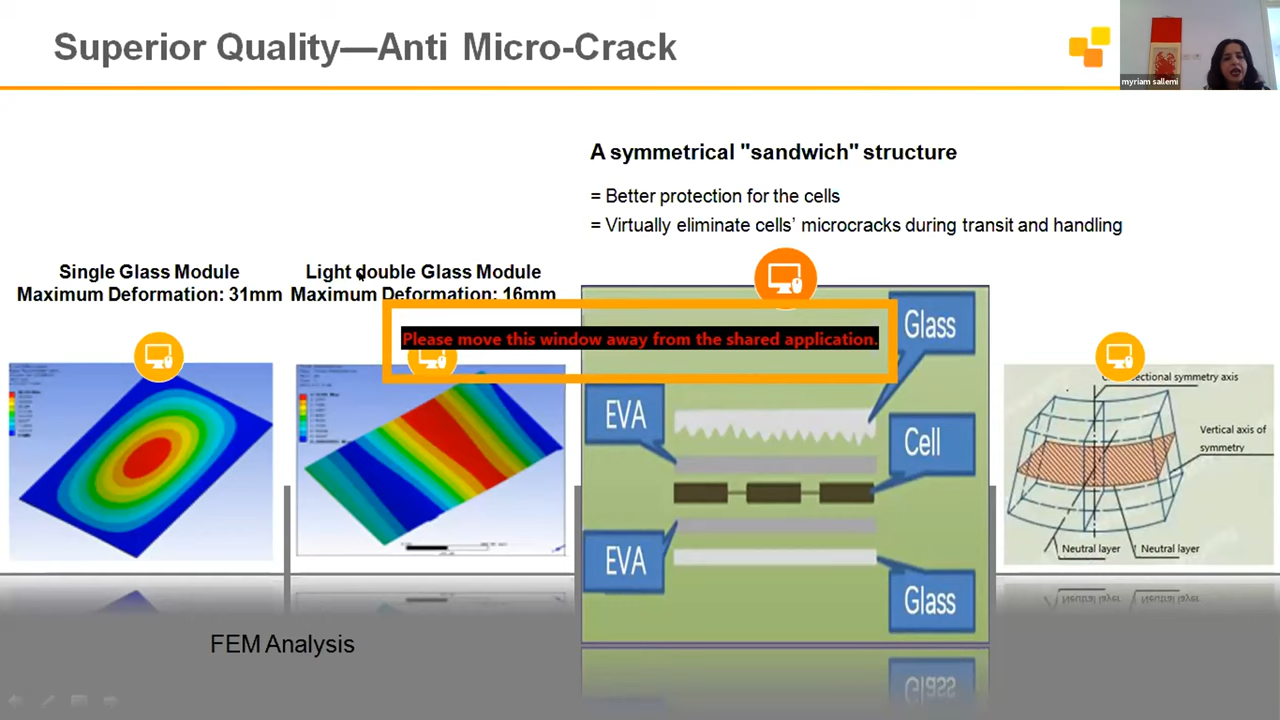 Superior Quality—Anti Micro-Crack
myriam sallemi
A symmetrical "sandwich" structure
= Better protection for the cells
= Virtually eliminate cells’ microcracks during transit and handling
Single Glass Module
Maximum Deformation: 31mm
Light double Glass Module
Maximum Deformation: 16mm
Please move this window away from the shared application.
Glass
EVA
Cell
EVA
Glass
sectional symmetry axis
Vertical axis of
symmetry
Neutral layer
Neutral layer
FEM Analysis